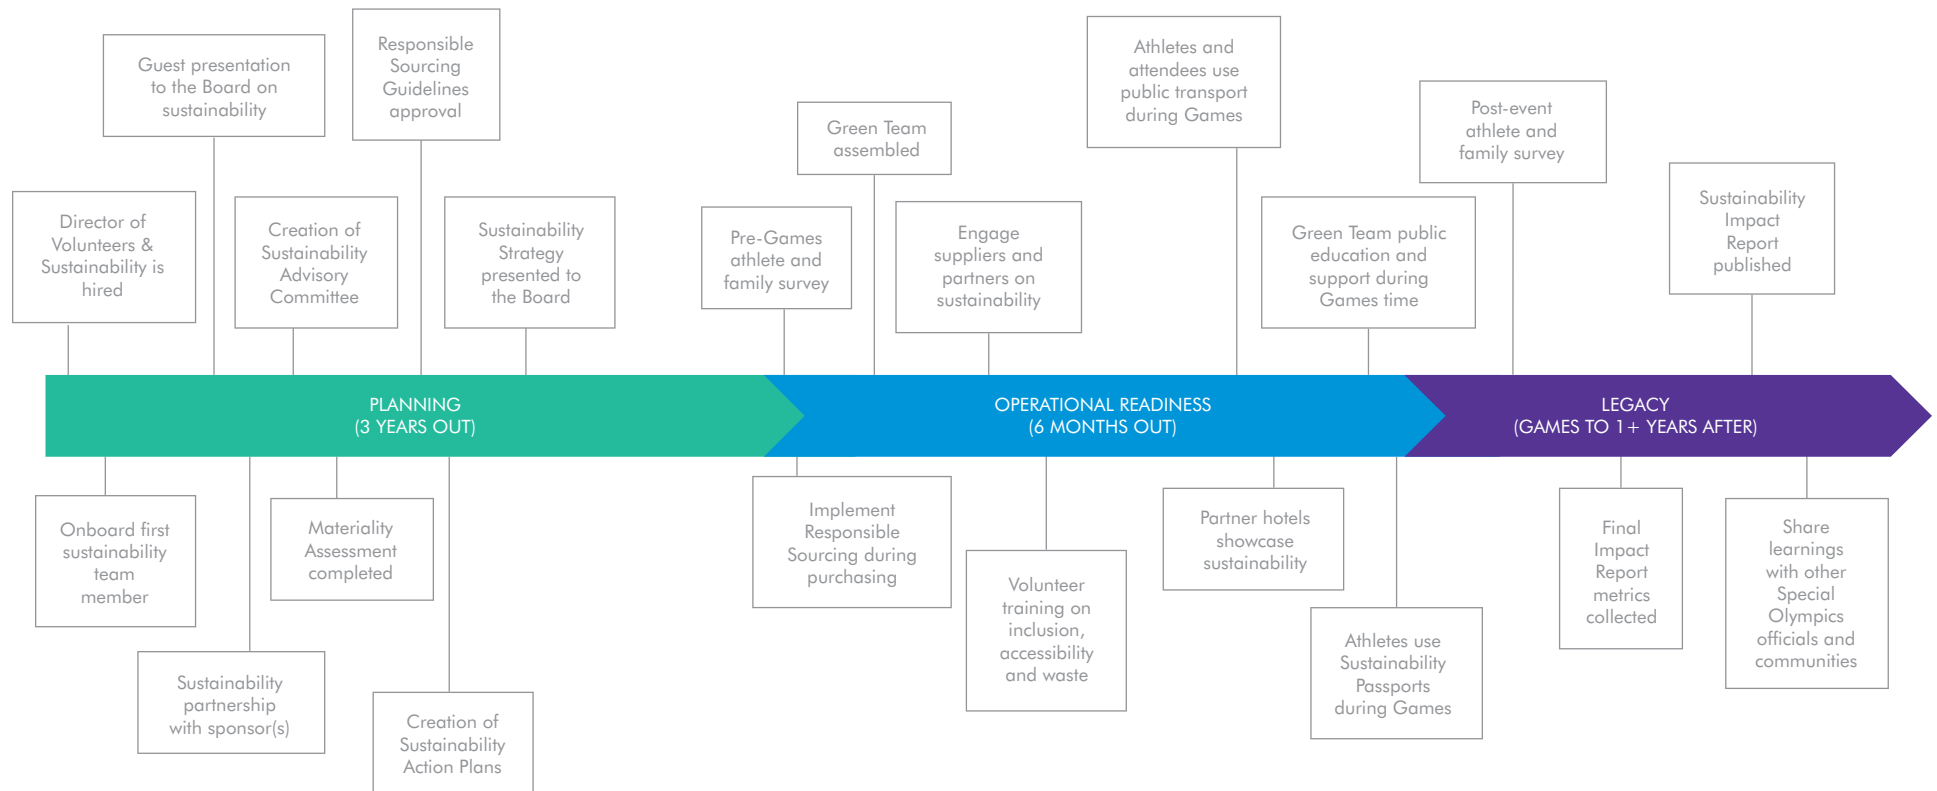 Guest presentation
to the Board on
sustainability
Responsible
Sourcing
Guidelines
approval
Director of
Volunteers &
Sustainability is
hired
Creation of
Sustainability
Advisory
Committee
Sustainability
Strategy
presented to
the Board
Pre-Games
athlete and
family survey
Green Team
assembled
Engage
suppliers and
partners on
sustainability
Athletes and
attendees use
public transport
during Games
Green Team public
education and
support during
Games time
Post-event
athlete and
family survey
Sustainability
Impact
Report
published
PLANNING
(3 YEARS OUT)
OPERATIONAL READINESS
(6 MONTHS OUT)
LEGACY
(GAMES TO 1+ YEARS AFTER)
Onboard first
sustainability
team
member
Sustainability
partnership
with sponsor(s)
Materiality
Assessment
completed
Creation of
Sustainability
Action Plans
Implement
Responsible
Sourcing during
purchasing
Volunteer
training on
inclusion,
accessibility
and waste
Partner hotels
showcase
sustainability
Athletes use
Sustainability
Passports
during Games
Final
Impact
Report
metrics
collected
Share
learnings
with other
Special
Olympics
officials and
communities